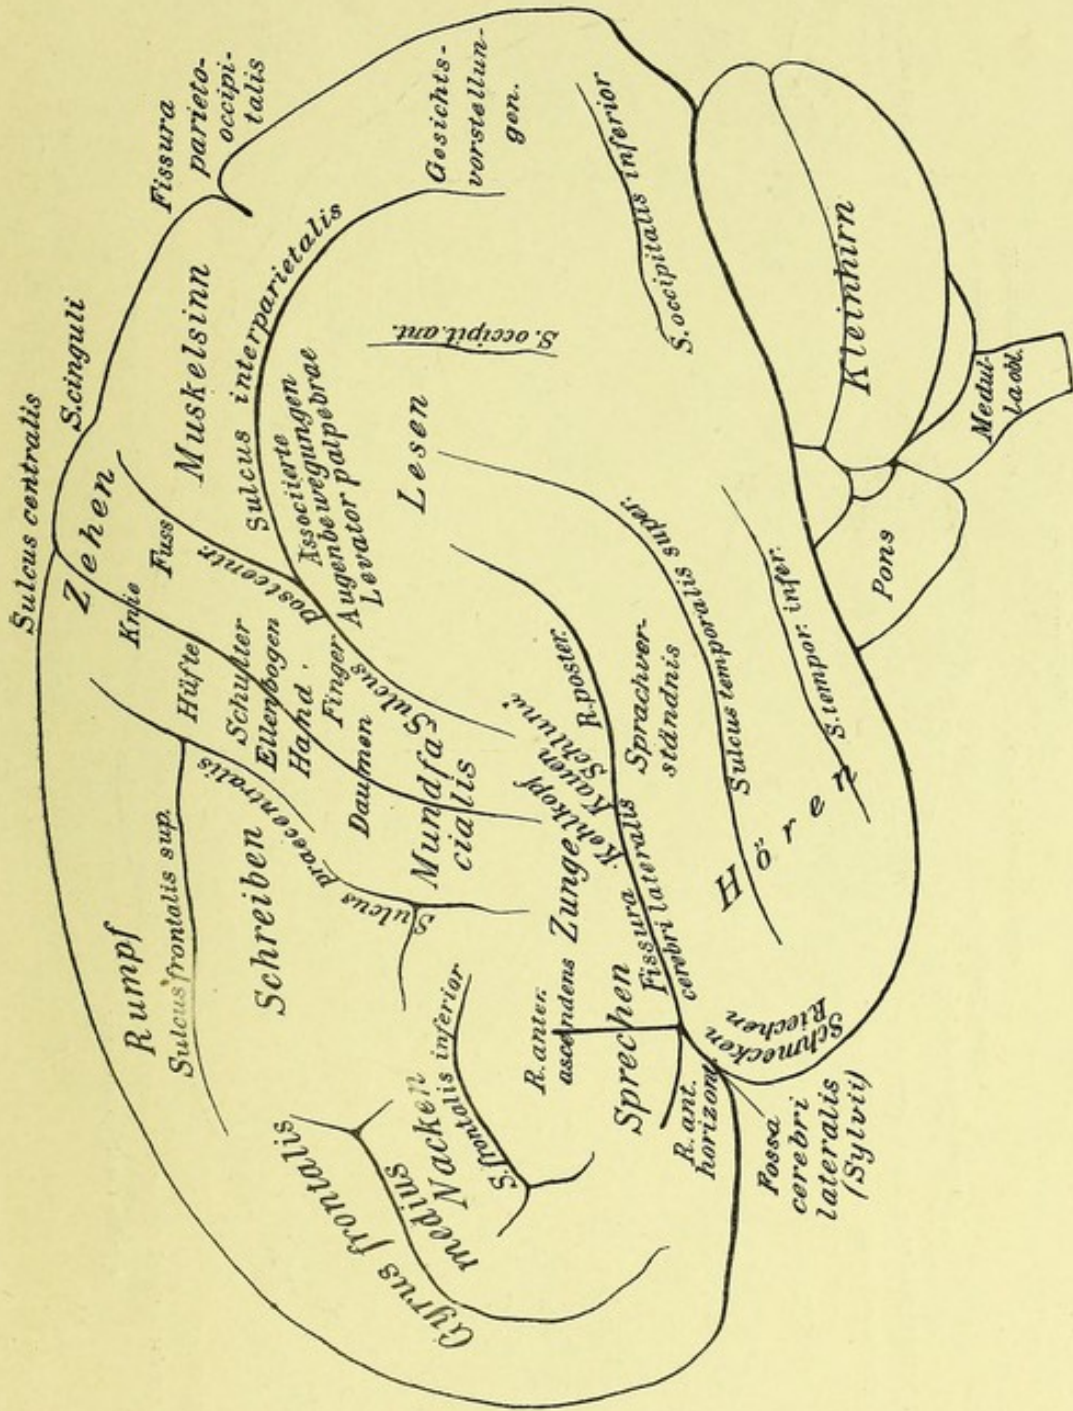 Sulcus centralis
S.cinguli
Fissura
parieto-
occipi-
talis
Zehen
Knie
Fuss
Muskelsinn
Hüfte
Schulter
Ellenbogen
Hand
Finger
Daumen
Sulcus postcentr.
Sulcus interparietalis
Associierte
Augenbewegungen
Levator palpebrae
Gesichts-
vorstellun-
gen.
Rumpf
Sulcus frontalis sup.
Schreiben
Sulcus praecentralis
Mundfa-
cialis
Lesen
S. occipit. ant.
S. occipitalis inferior
Gyrus frontalis
medius
Nacken
S. frontalis inferior
R. anter.
ascendens
Zunge
Kehlkopf
Kauen
R. poster.
Fissura
cerebri lateralis
Sprachver-
ständnis
Sulcus temporalis super.
S. tempor. infer.
Sprechen
R. ant.
horizont.
Hören
Schmecken
Riechen
Fossa
cerebri
lateralis
(Sylvii)
Kleinhirn
Pons
Medul-
la obl.